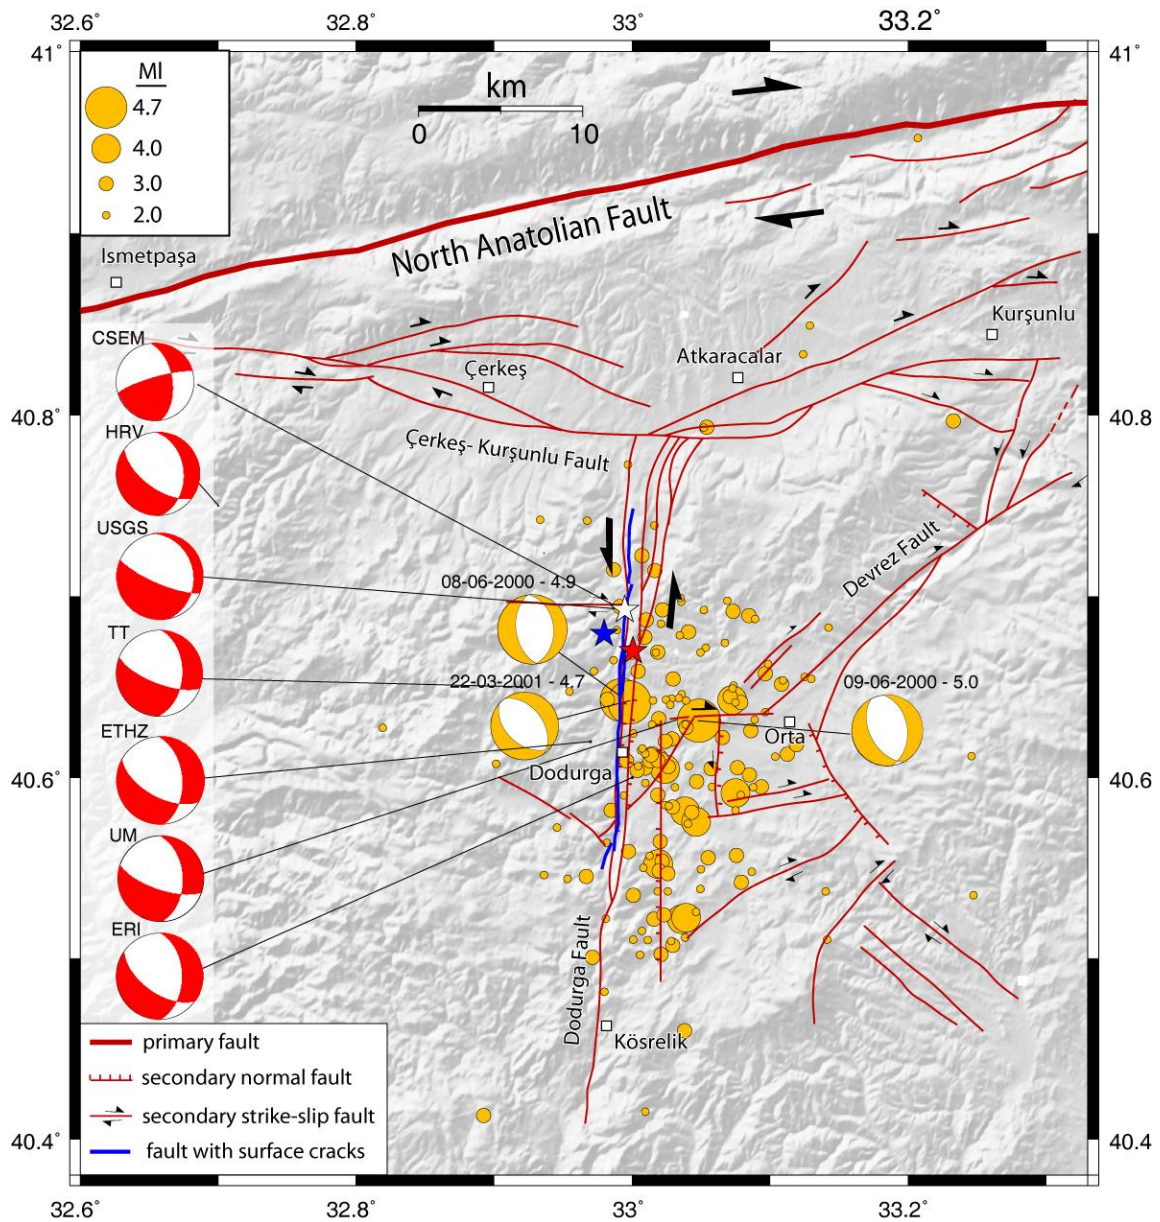 32.6° 32.8° 33° 33.2°
41° 41°
Ml
4.7
4.0
3.0
2.0
km
0 10
North Anatolian Fault
Ismetpaşa
Kurşunlu
CSEM
Atkaracalar
Çerkeş
40.8° 40.8°
HRV
Çerkeş- Kurşunlu Fault
USGS
Devrez Fault
08-06-2000 - 4.9
TT
22-03-2001 - 4.7
09-06-2000 - 5.0
ETHZ
Orta
Dodurga
40.6° 40.6°
UM
ERI
Dodurga Fault
Kösrelik
primary fault
secondary normal fault
secondary strike-slip fault
fault with surface cracks
40.4° 40.4°
32.6° 32.8° 33° 33.2°